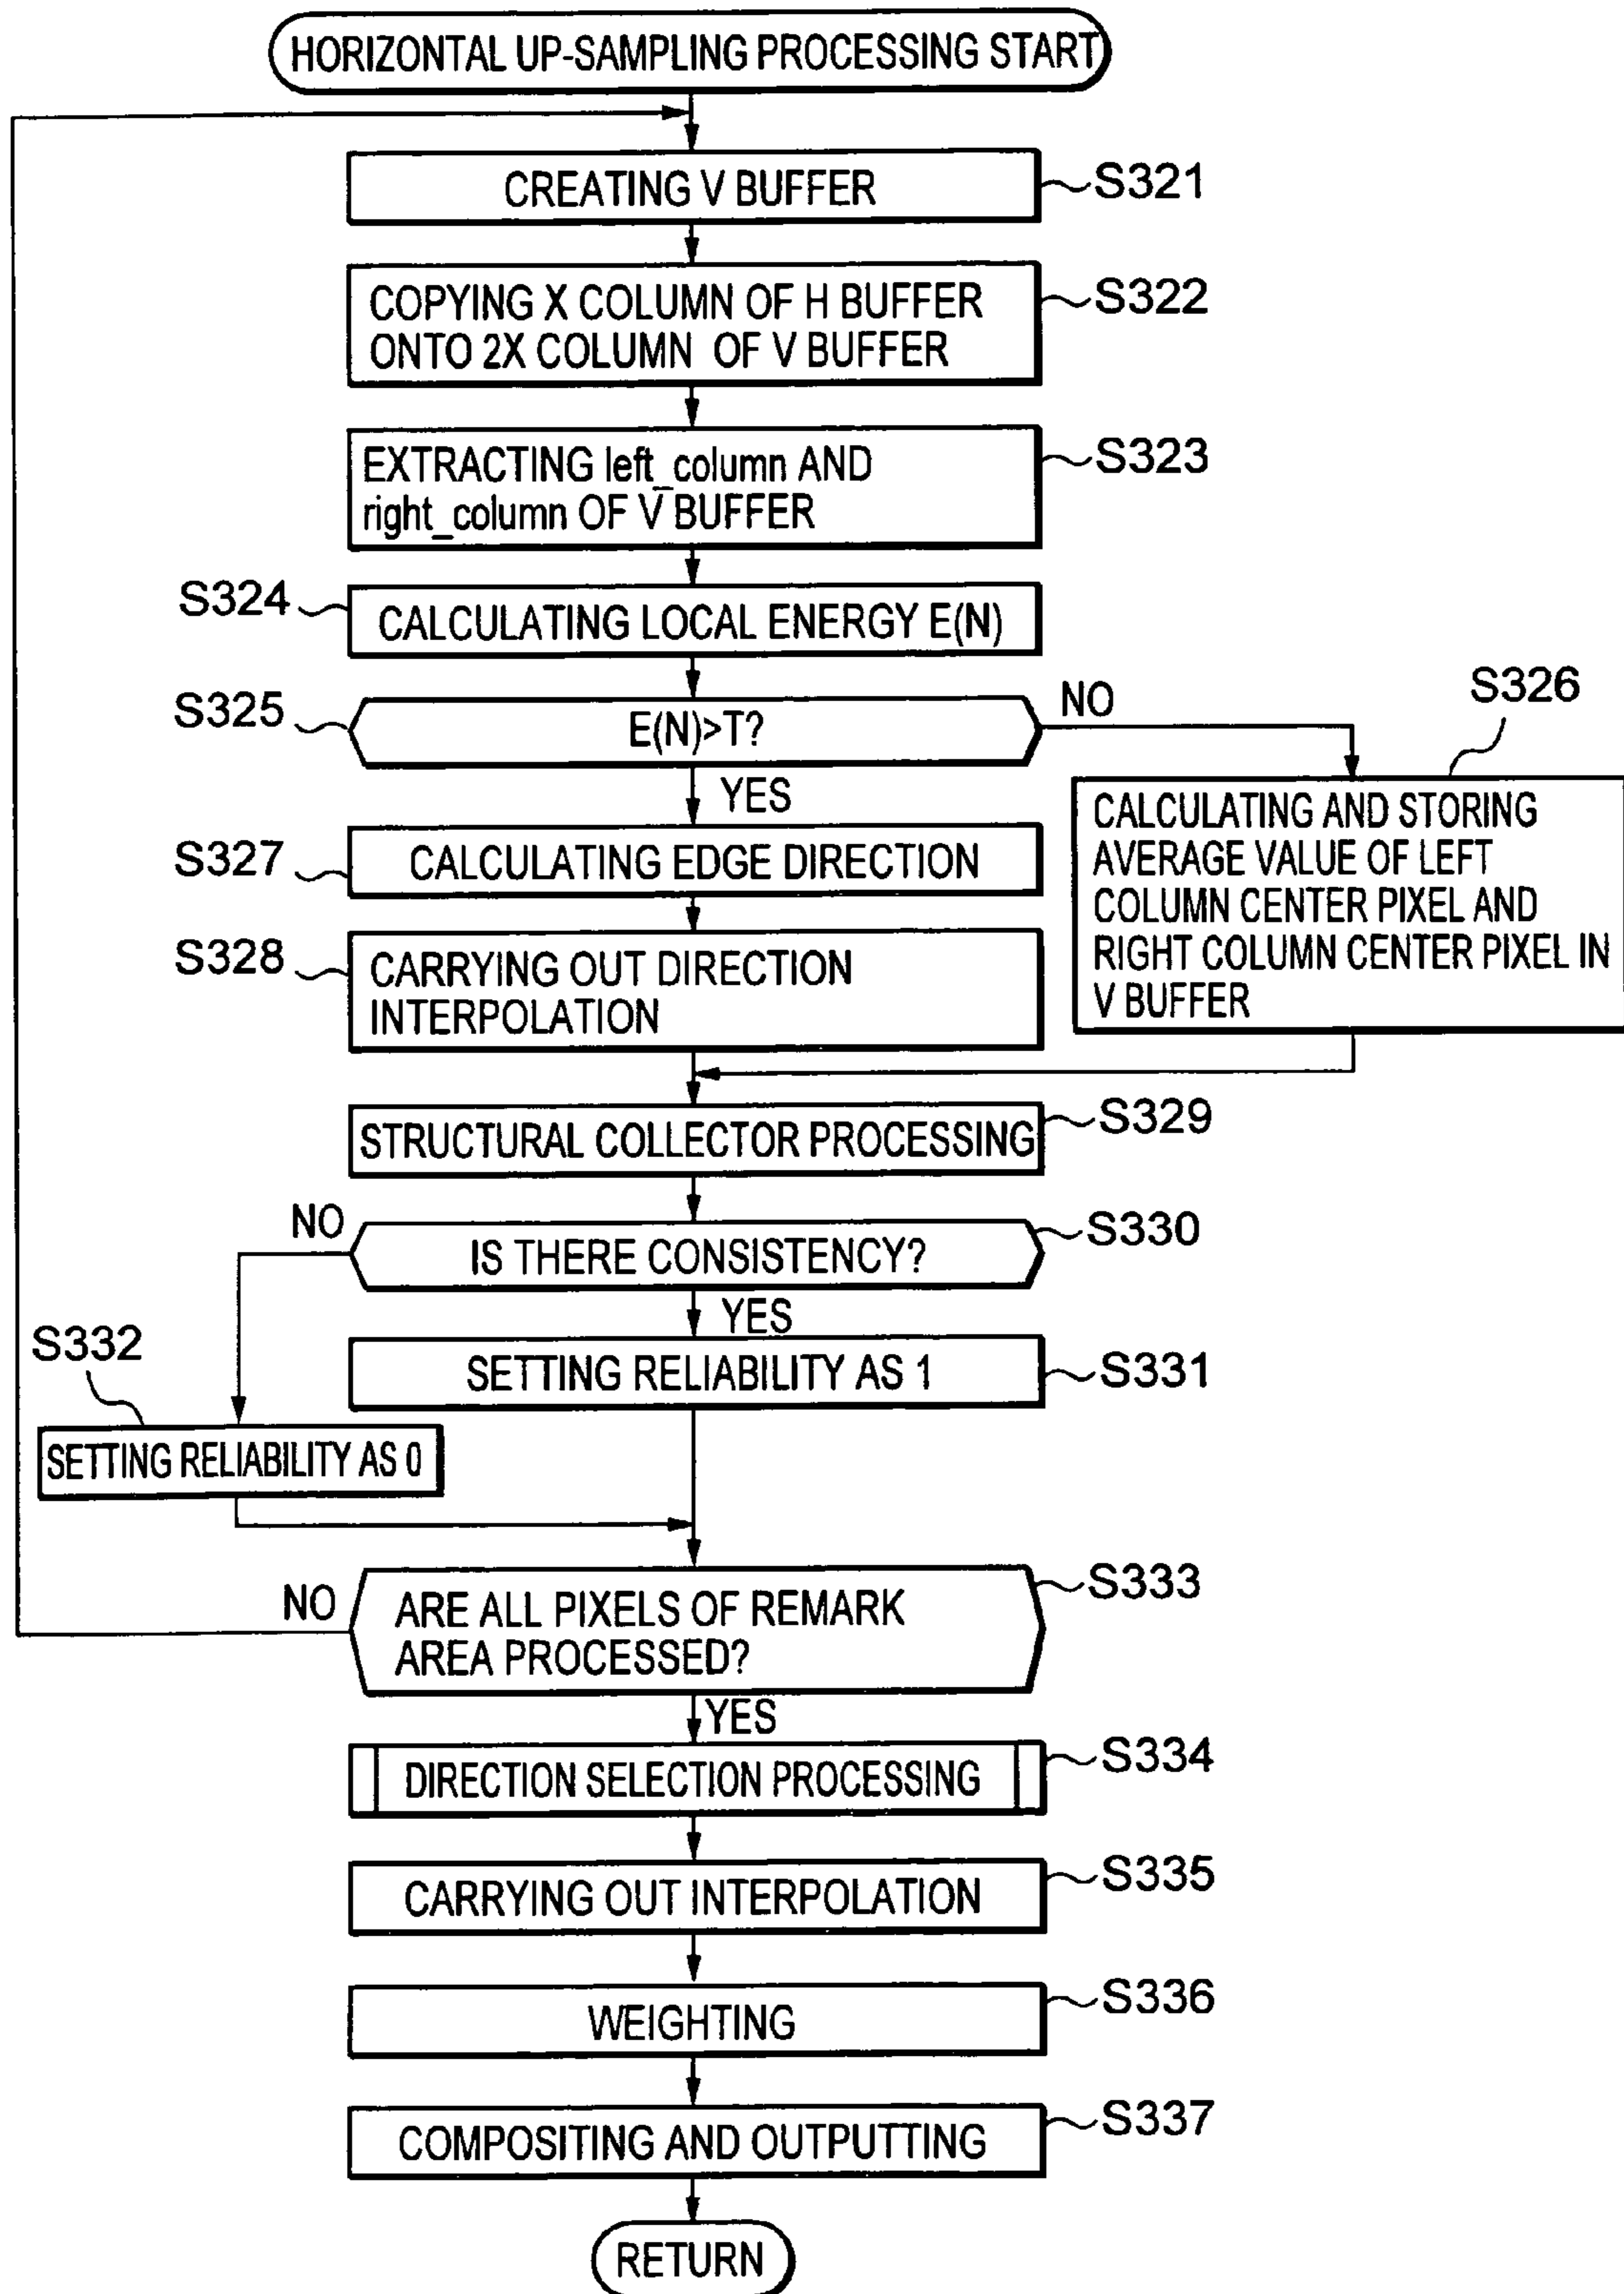 HORIZONTAL UP-SAMPLING PROCESSING START
CREATING V BUFFER
S321
COPYING X COLUMN OF H BUFFER
ONTO 2X COLUMN OF V BUFFER
S322
EXTRACTING left_column AND
right_column OF V BUFFER
S323
S324
CALCULATING LOCAL ENERGY E(N)
S325
E(N)>T?
NO
YES
S326
CALCULATING AND STORING
AVERAGE VALUE OF LEFT
COLUMN CENTER PIXEL AND
RIGHT COLUMN CENTER PIXEL IN
V BUFFER
S327
CALCULATING EDGE DIRECTION
S328
CARRYING OUT DIRECTION
INTERPOLATION
STRUCTURAL COLLECTOR PROCESSING
S329
NO
IS THERE CONSISTENCY?
S330
YES
S332
SETTING RELIABILITY AS 1
S331
SETTING RELIABILITY AS 0
NO
ARE ALL PIXELS OF REMARK
AREA PROCESSED?
S333
YES
DIRECTION SELECTION PROCESSING
S334
CARRYING OUT INTERPOLATION
S335
WEIGHTING
S336
COMPOSITING AND OUTPUTTING
S337
RETURN